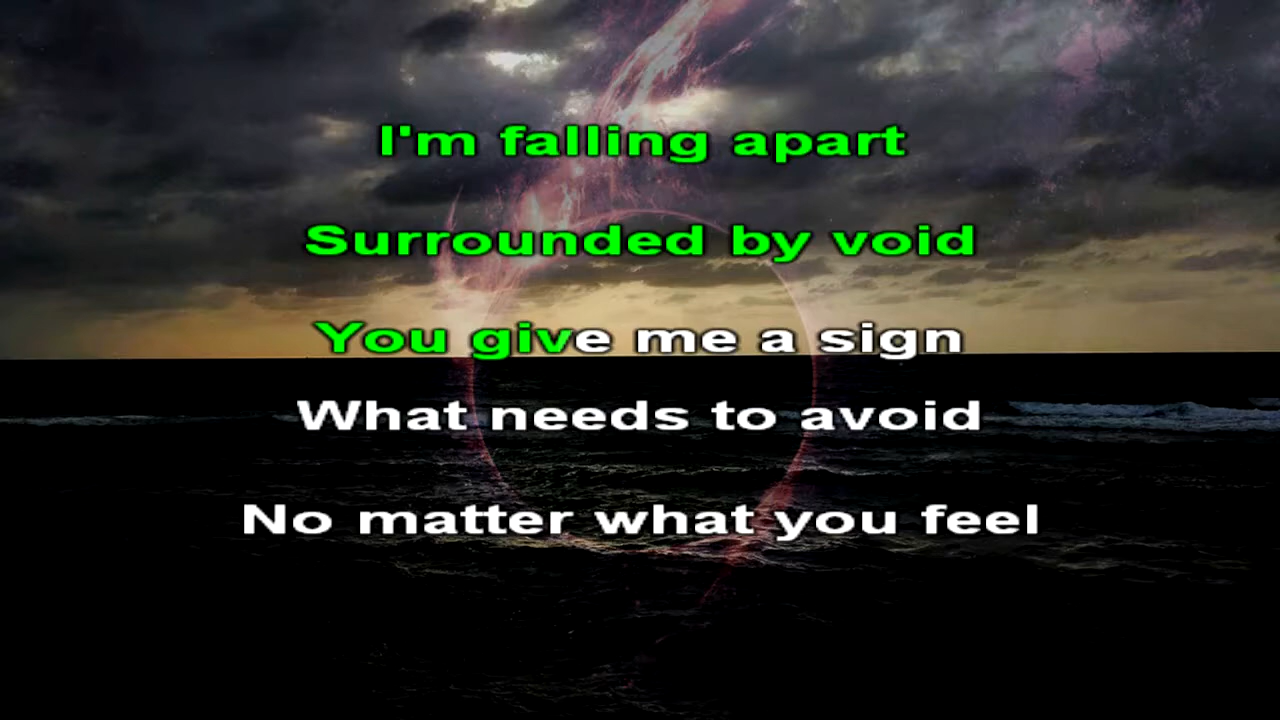 I'm falling apart
Surrounded by void
You give me a sign
What needs to avoid
No matter what you feel